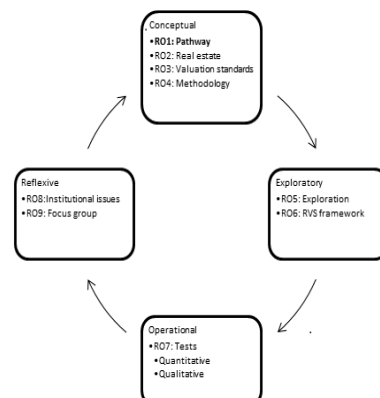 Conceptual
•RO1: Pathway
•RO2: Real estate
•RO3: Valuation standards
•RO4: Methodology
Reflexive
•RO8:Institutional issues
•RO9: Focus group
Exploratory
•RO5: Exploration
•RO6: RVS framework
Operational
•RO7: Tests
•Quantitative
•Qualitative